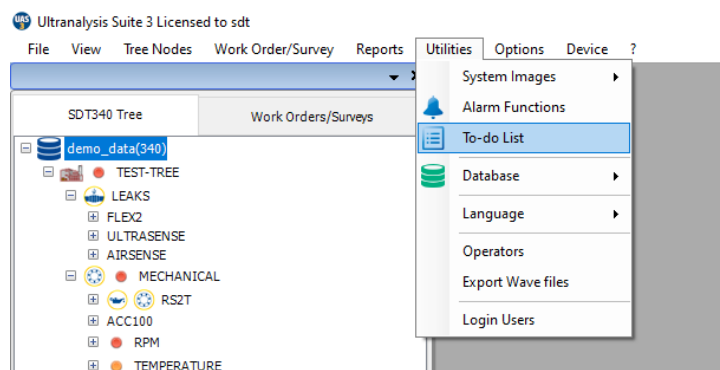 UAS 3 Ultranalysis Suite 3 Licensed to sdt
File View Tree Nodes Work Order/Survey Reports Utilities Options Device ?
SDT340 Tree Work Orders/Surveys
demo_data(340)
TEST-TREE
LEAKS
FLEX2
ULTRASENSE
AIRSENSE
MECHANICAL
RS2T
ACC100
RPM
TEMPERATURE
System Images
Alarm Functions
To-do List
Database
Language
Operators
Export Wave files
Login Users